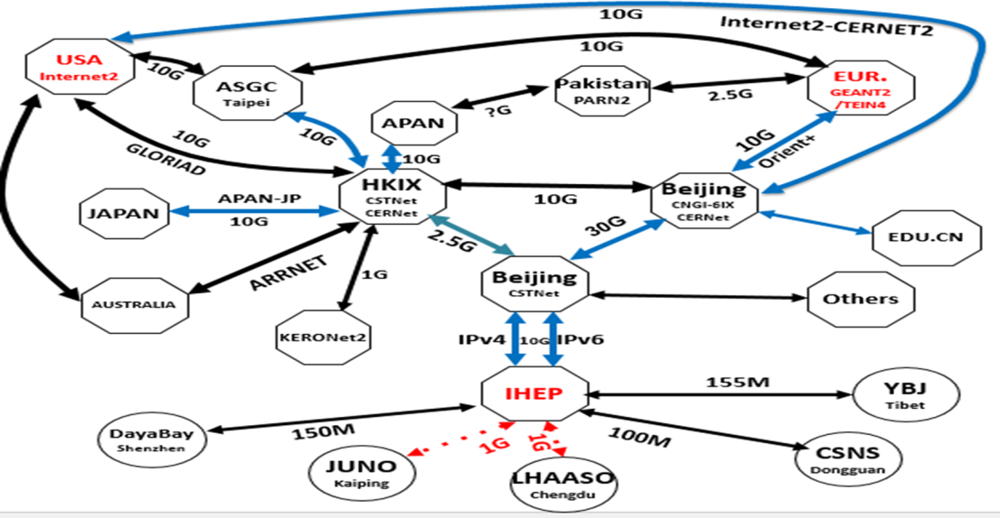 10G
Internet2-CERNET2
USA
Internet2
10G
10G
ASGC
Taipei
Pakistan
PARN2
2.5G
EUR.
GEANT2
/TEIN4
APAN
?G
10G
10G
GLORIAD
10G
10G
Orient+
HKIX
CSTNet
CERNet
10G
Beijing
CNGI-6IX
CERNet
JAPAN
APAN-JP
10G
2.5G
30G
EDU.CN
ARRNET
1G
Beijing
CSTNet
AUSTRALIA
Others
KERONet2
IPv4
10G
IPv6
IHEP
155M
YBJ
Tibet
DayaBay
Shenzhen
150M
1G
1G
100M
CSNS
Dongguan
JUNO
Kaiping
LHAASO
Chengdu